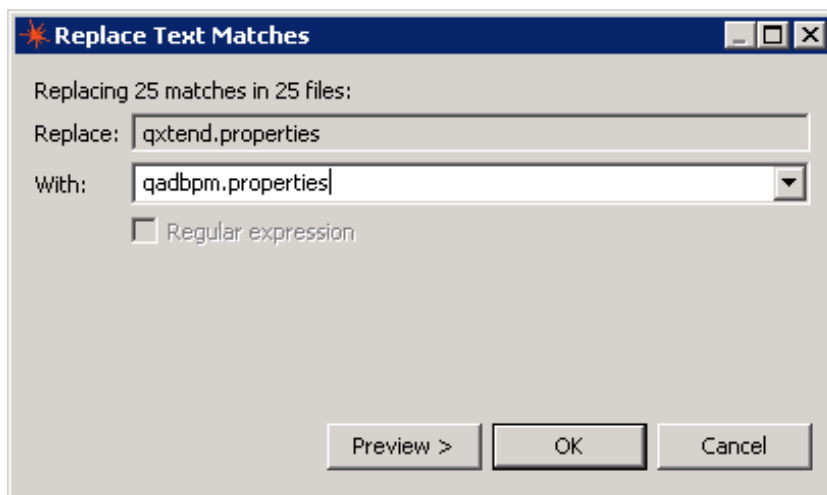 Replace Text Matches
Replacing 25 matches in 25 files:
Replace: qxtend.properties
With: qadbpm.properties
Regular expression
Preview > OK Cancel